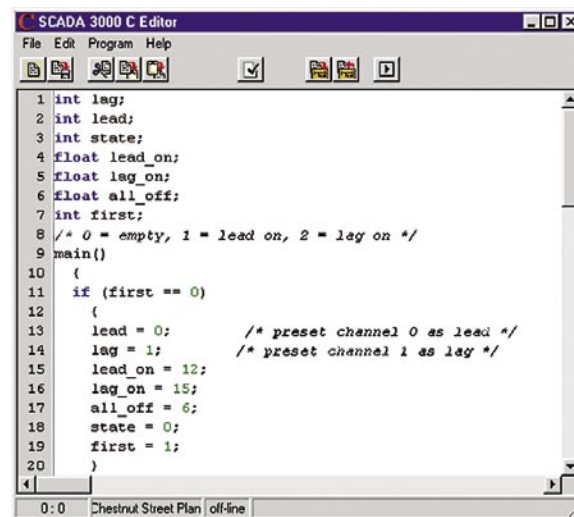 SCADA 3000 C Editor
File Edit Program Help
1 int lag;
2 int lead;
3 int state;
4 float lead_on;
5 float lag_on;
6 float all_off;
7 int first;
8 /* 0 = empty, 1 = lead on, 2 = lag on */
9 main()
10 {
11 if (first == 0)
12 {
13 lead = 0; /* preset channel 0 as lead */
14 lag = 1; /* preset channel 1 as lag */
15 lead_on = 12;
16 lag_on = 15;
17 all_off = 6;
18 state = 0;
19 first = 1;
20 }
0:0 Chestnut Street Plan off-line